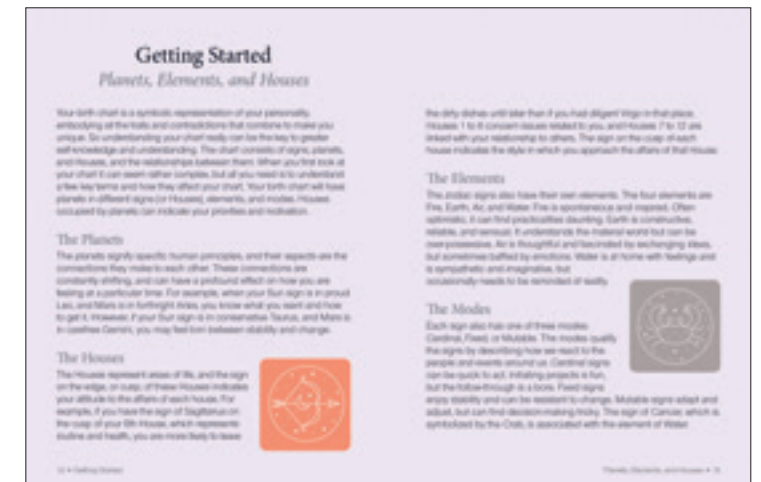 Getting Started
Planets, Elements, and Houses
Your birth chart is a symbolic representation of your personality,
embodying all the traits and contradictions that combine to make you
unique. So understanding your chart really can be the key to greater
self-knowledge and understanding. The chart consists of signs, planets,
and Houses, and the relationships between them. When you first look at
your chart it can seem rather complex, but all you need is to understand
a few key terms and how they affect your chart. Your birth chart will have
planets in different signs (or Houses), elements, and modes. Houses
occupied by planets can indicate your priorities and motivation.
The Planets
The planets signify specific human principles, and their aspects are the
connections they make to each other. These connections are
constantly shifting, and can have a profound effect on how you are
feeling at a particular time. For example, when your Sun sign is in proud
Leo, and Mars is in forthright Aries, you know what you want and how
to get it. However, if your Sun sign is in conservative Taurus, and Mars is
in carefree Gemini, you may feel torn between stability and change.
The Houses
The Houses represent areas of life, and the sign
on the edge, or cusp, of these Houses indicates
your attitude to the affairs of each house. For
example, if you have the sign of Sagittarius on
the cusp of your 6th House, which represents
routine and health, you are more likely to leave
the dirty dishes until later than if you had diligent Virgo in that place.
Houses 1 to 6 concern issues related to you, and Houses 7 to 12 are
linked with your relationship to others. The sign on the cusp of each
house indicates the style in which you approach the affairs of that House.
The Elements
The zodiac signs also have their own elements. The four elements are
Fire, Earth, Air, and Water. Fire is spontaneous and inspired. Often
optimistic, it can find practicalities daunting. Earth is constructive,
reliable, and sensual. It understands the material world but can be
overpossessive. Air is thoughtful and fascinated by exchanging ideas,
but sometimes baffled by emotions. Water is at home with feelings and
is sympathetic and imaginative, but
occasionally needs to be reminded of reality.
The Modes
Each sign also has one of three modes:
Cardinal, Fixed, or Mutable. The modes qualify
the signs by describing how we react to the
people and events around us. Cardinal signs
can be quick to act. Initiating projects is fun,
but the follow-through is a bore. Fixed signs
enjoy stability and can be resistant to change. Mutable signs adapt and
adjust, but can find decision-making tricky. The sign of Cancer, which is
symbolized by the Crab, is associated with the element of Water
• Getting Started
Planets, Elements, and Houses •